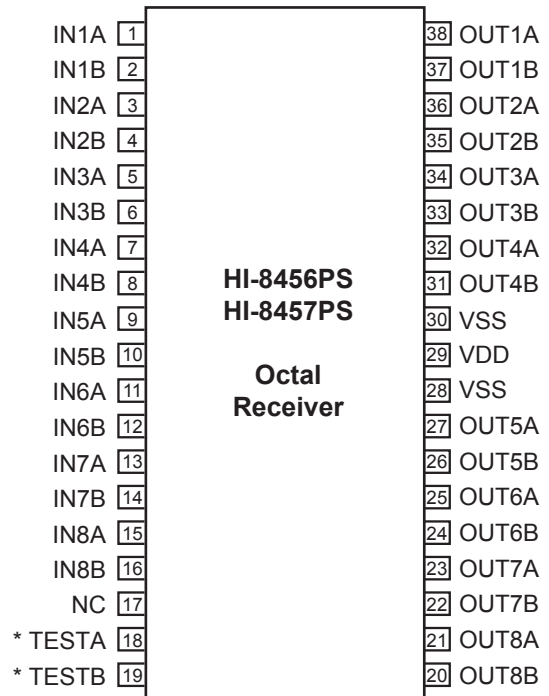 IN1A 1 38 OUT1A
IN1B 2 37 OUT1B
IN2A 3 36 OUT2A
IN2B 4 35 OUT2B
IN3A 5 34 OUT3A
IN3B 6 33 OUT3B
IN4A 7 32 OUT4A
IN4B 8 HI-8456PS 31 OUT4B
IN5A 9 HI-8457PS 30 VSS
IN5B 10 29 VDD
IN6A 11 Octal 28 VSS
IN6B 12 Receiver 27 OUT5A
IN7A 13 26 OUT5B
IN7B 14 25 OUT6A
IN8A 15 24 OUT6B
IN8B 16 23 OUT7A
NC 17 22 OUT7B
* TESTA 18 21 OUT8A
* TESTB 19 20 OUT8B